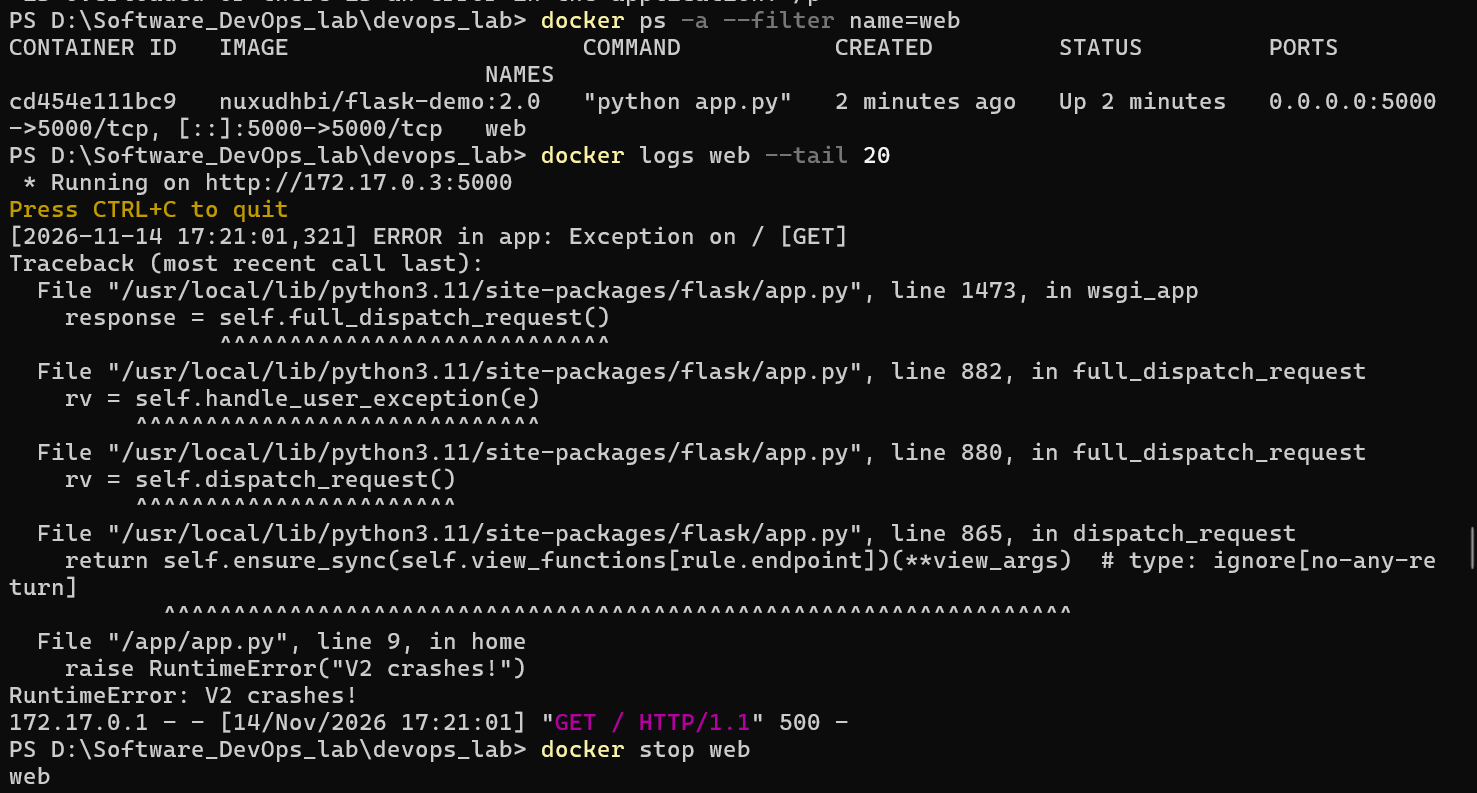 PS D:\Software_DevOps_lab\devops_lab> docker ps -a --filter name=web
CONTAINER ID   IMAGE                     COMMAND           CREATED         STATUS         PORTS
                                  NAMES
cd454e111bc9   nuxudhbi/flask-demo:2.0   "python app.py"   2 minutes ago   Up 2 minutes   0.0.0.0:5000
->5000/tcp, [::]:5000->5000/tcp   web
PS D:\Software_DevOps_lab\devops_lab> docker logs web --tail 20
 * Running on http://172.17.0.3:5000
Press CTRL+C to quit
[2026-11-14 17:21:01,321] ERROR in app: Exception on / [GET]
Traceback (most recent call last):
  File "/usr/local/lib/python3.11/site-packages/flask/app.py", line 1473, in wsgi_app
    response = self.full_dispatch_request()
               ^^^^^^^^^^^^^^^^^^^^^^^^^^^^
  File "/usr/local/lib/python3.11/site-packages/flask/app.py", line 882, in full_dispatch_request
    rv = self.handle_user_exception(e)
         ^^^^^^^^^^^^^^^^^^^^^^^^^^^^^
  File "/usr/local/lib/python3.11/site-packages/flask/app.py", line 880, in full_dispatch_request
    rv = self.dispatch_request()
         ^^^^^^^^^^^^^^^^^^^^^^^
  File "/usr/local/lib/python3.11/site-packages/flask/app.py", line 865, in dispatch_request
    return self.ensure_sync(self.view_functions[rule.endpoint])(**view_args)  # type: ignore[no-any-re
turn]
           ^^^^^^^^^^^^^^^^^^^^^^^^^^^^^^^^^^^^^^^^^^^^^^^^^^^^^^^^^^^^^^^^^
  File "/app/app.py", line 9, in home
    raise RuntimeError("V2 crashes!")
RuntimeError: V2 crashes!
172.17.0.1 - - [14/Nov/2026 17:21:01] "GET / HTTP/1.1" 500 -
PS D:\Software_DevOps_lab\devops_lab> docker stop web
web